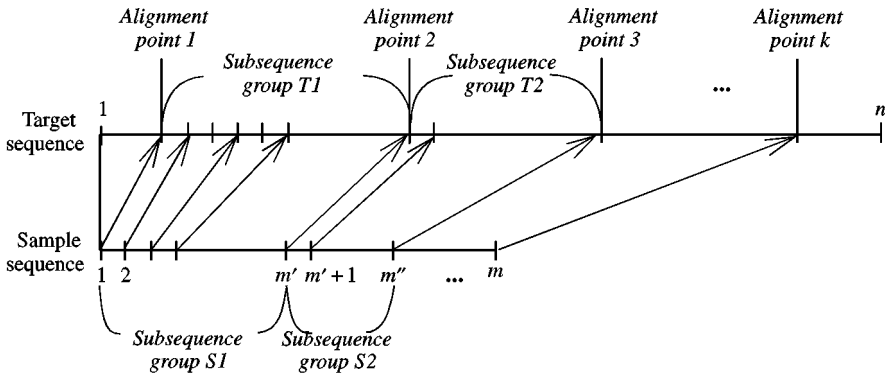 Alignment point 1
Alignment point 2
Alignment point 3
Alignment point k
Subsequence group T1
Subsequence group T2
...
1
n
Target sequence
Sample sequence
1
2
m'
m' + 1
m''
...
m
Subsequence group S1
Subsequence group S2